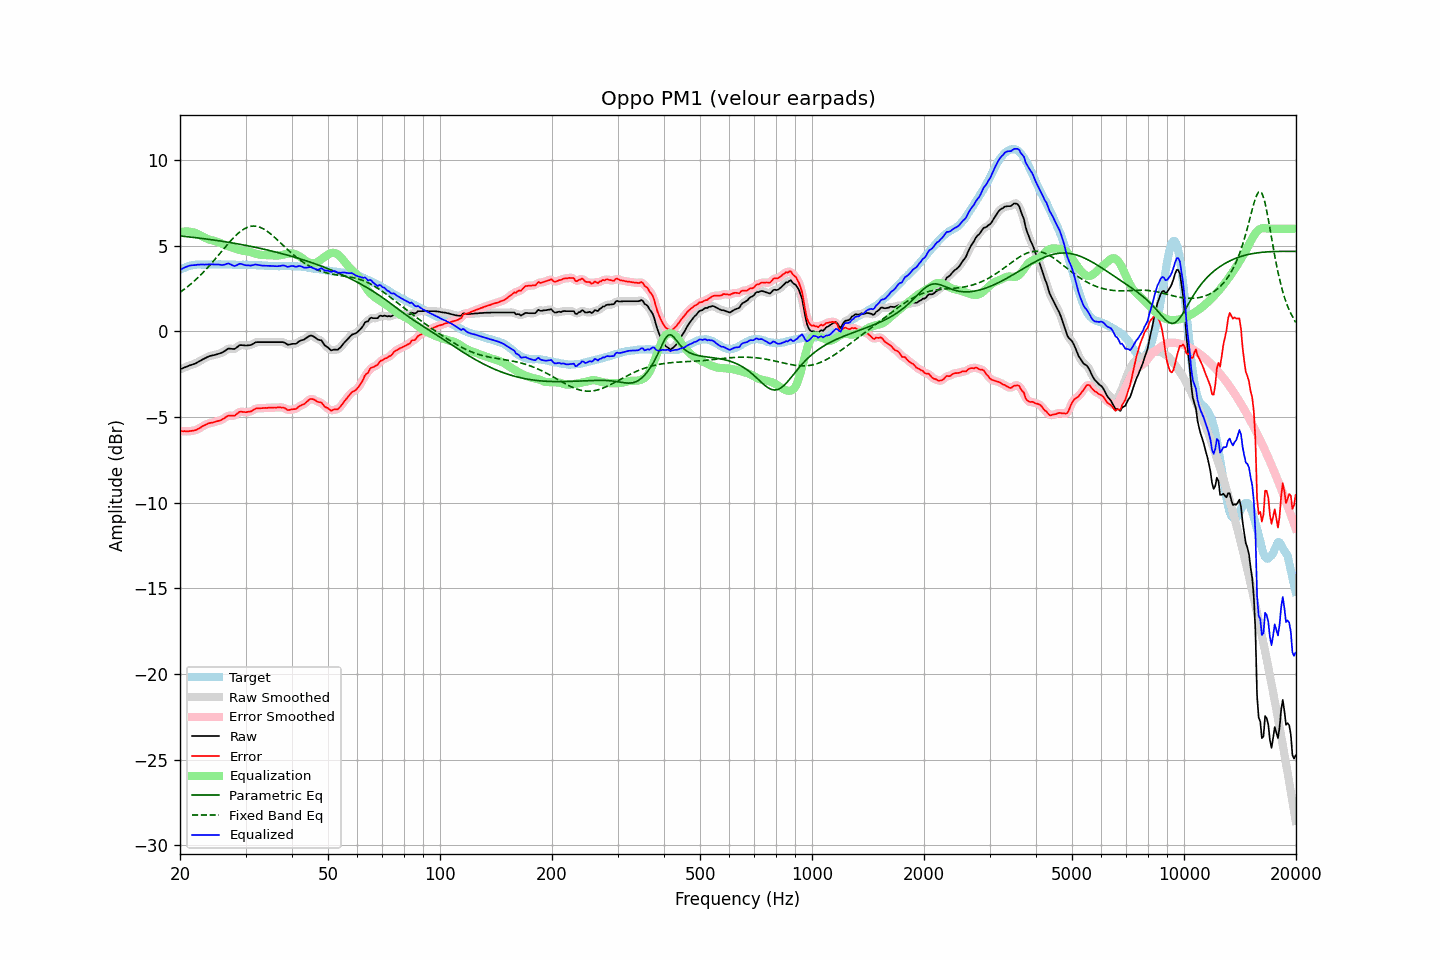 Oppo PM1 (velour earpads)
Amplitude (dBr)
10
5
0
−5
−10
−15
−20
−25
−30
Target
Raw Smoothed
Error Smoothed
Raw
Error
Equalization
Parametric Eq
Fixed Band Eq
Equalized
20 50 100 200 500 1000 2000 5000 10000 20000
Frequency (Hz)